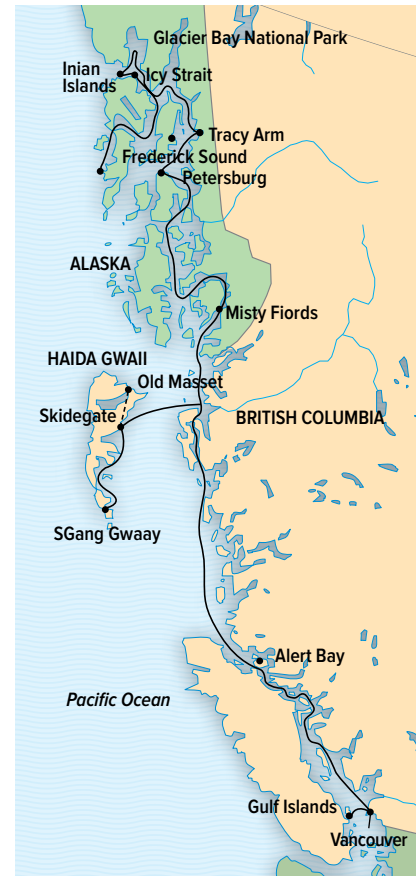 Glacier Bay National Park
Inian
Islands
Icy Strait
Tracy Arm
Frederick Sound
Petersburg
ALASKA
Misty Fiords
HAIDA GWAII
Old Masset
Skidegate
BRITISH COLUMBIA
SGang Gwaay
Alert Bay
Pacific Ocean
Gulf Islands
Vancouver